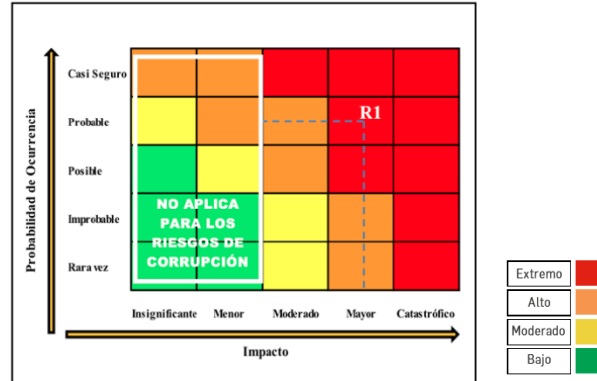 Probabilidad de Ocurrencia
Casi Seguro
Probable
R1
Posible
Improbable
Rara vez
NO APLICA
PARA LOS
RIESGOS DE
CORRUPCIÓN
Insignificante Menor Moderado Mayor Catastrófico
Impacto
Extremo
Alto
Moderado
Bajo